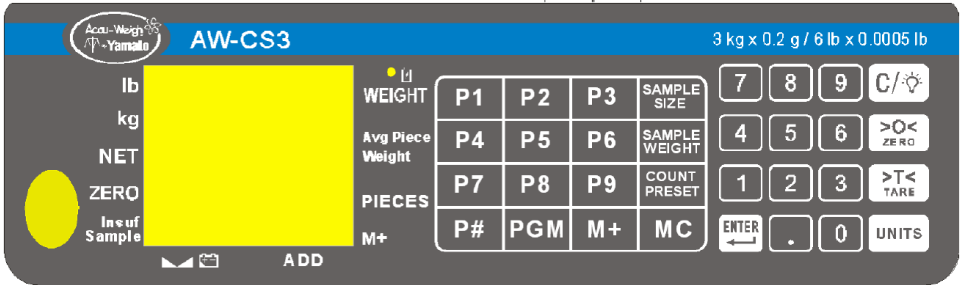 Accu-Weigh
Yamato
AW-CS3
3 kg x 0.2 g / 6 lb x 0.0005 lb
lb
kg
NET
ZERO
Insuf
Sample
ADD
WEIGHT
Avg Piece
Weight
PIECES
M+
P1 P2 P3 SAMPLE SIZE
P4 P5 P6 SAMPLE WEIGHT
P7 P8 P9 COUNT PRESET
P# PGM M+ MC
7 8 9 C/
4 5 6 >O< ZERO
1 2 3 >T< TARE
ENTER . 0 UNITS